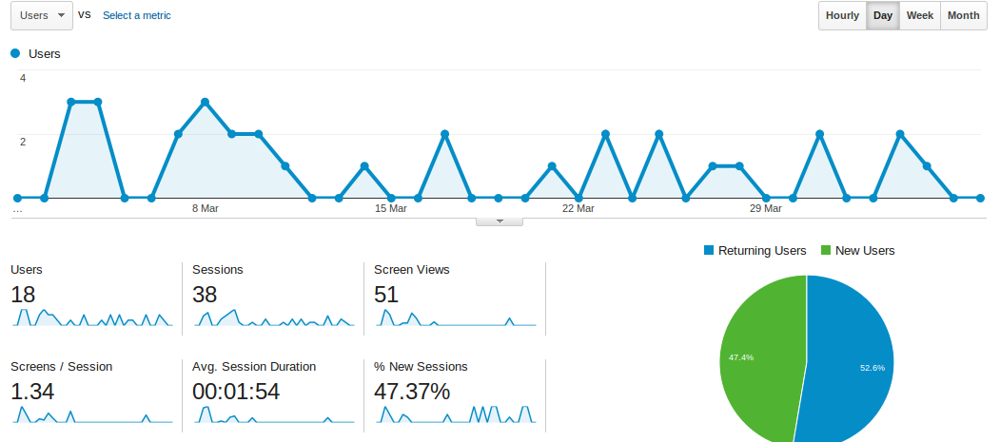 Users vs Select a metric Hourly Day Week Month
Users
4
2
... 8 Mar 15 Mar 22 Mar 29 Mar
Returning Users New Users
Users Sessions Screen Views
18 38 51
47.4% 52.6%
Screens / Session Avg. Session Duration % New Sessions
1.34 00:01:54 47.37%